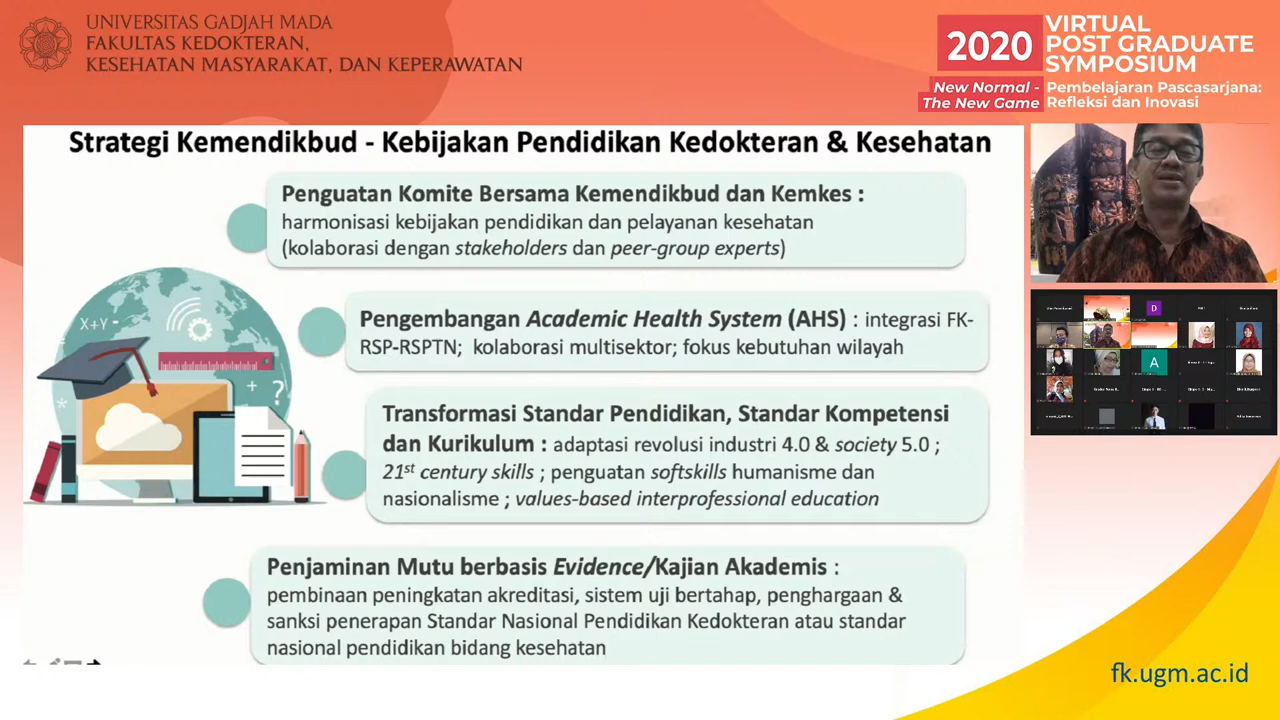 UNIVERSITAS GADJAH MADA
FAKULTAS KEDOKTERAN,
KESEHATAN MASYARAKAT, DAN KEPERAWATAN
2020
VIRTUAL
POST GRADUATE
SYMPOSIUM
New Normal -
The New Game
Pembelajaran Pascasarjana:
Refleksi dan Inovasi
Strategi Kemendikbud - Kebijakan Pendidikan Kedokteran & Kesehatan
Penguatan Komite Bersama Kemendikbud dan Kemkes :
harmonisasi kebijakan pendidikan dan pelayanan kesehatan
(kolaborasi dengan stakeholders dan peer-group experts)
Pengembangan Academic Health System (AHS) : integrasi FK-
RSP-RSPTN; kolaborasi multisektor; fokus kebutuhan wilayah
Transformasi Standar Pendidikan, Standar Kompetensi
dan Kurikulum : adaptasi revolusi industri 4.0 & society 5.0 ;
21st century skills ; penguatan softskills humanisme dan
nasionalisme ; values-based interprofessional education
Penjaminan Mutu berbasis Evidence/Kajian Akademis :
pembinaan peningkatan akreditasi, sistem uji bertahap, penghargaan &
sanksi penerapan Standar Nasional Pendidikan Kedokteran atau standar
nasional pendidikan bidang kesehatan
X+Y -
+
?
*
D
A
fk.ugm.ac.id